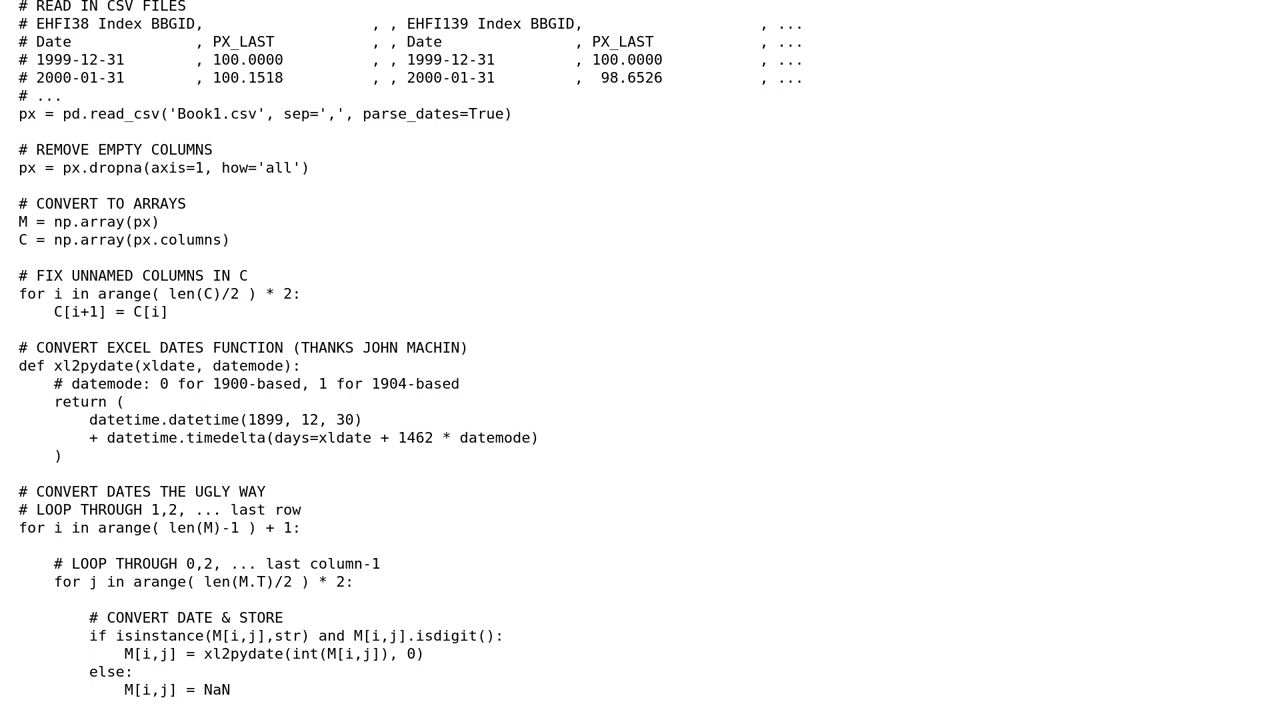 # READ IN CSV FILES
# EHFI38 Index BBGID,                   , , EHFI139 Index BBGID,                    , ...
# Date              , PX_LAST           , , Date               , PX_LAST            , ...
# 1999-12-31        , 100.0000          , , 1999-12-31         , 100.0000           , ...
# 2000-01-31        , 100.1518          , , 2000-01-31         ,  98.6526           , ...
# ...
px = pd.read_csv('Book1.csv', sep=',', parse_dates=True)

# REMOVE EMPTY COLUMNS
px = px.dropna(axis=1, how='all')

# CONVERT TO ARRAYS
M = np.array(px)
C = np.array(px.columns)

# FIX UNNAMED COLUMNS IN C
for i in arange( len(C)/2 ) * 2:
    C[i+1] = C[i]

# CONVERT EXCEL DATES FUNCTION (THANKS JOHN MACHIN)
def xl2pydate(xldate, datemode):
    # datemode: 0 for 1900-based, 1 for 1904-based
    return (
        datetime.datetime(1899, 12, 30)
        + datetime.timedelta(days=xldate + 1462 * datemode)
    )

# CONVERT DATES THE UGLY WAY
# LOOP THROUGH 1,2, ... last row
for i in arange( len(M)-1 ) + 1:

    # LOOP THROUGH 0,2, ... last column-1
    for j in arange( len(M.T)/2 ) * 2:

        # CONVERT DATE & STORE
        if isinstance(M[i,j],str) and M[i,j].isdigit():
            M[i,j] = xl2pydate(int(M[i,j]), 0)
        else:
            M[i,j] = NaN